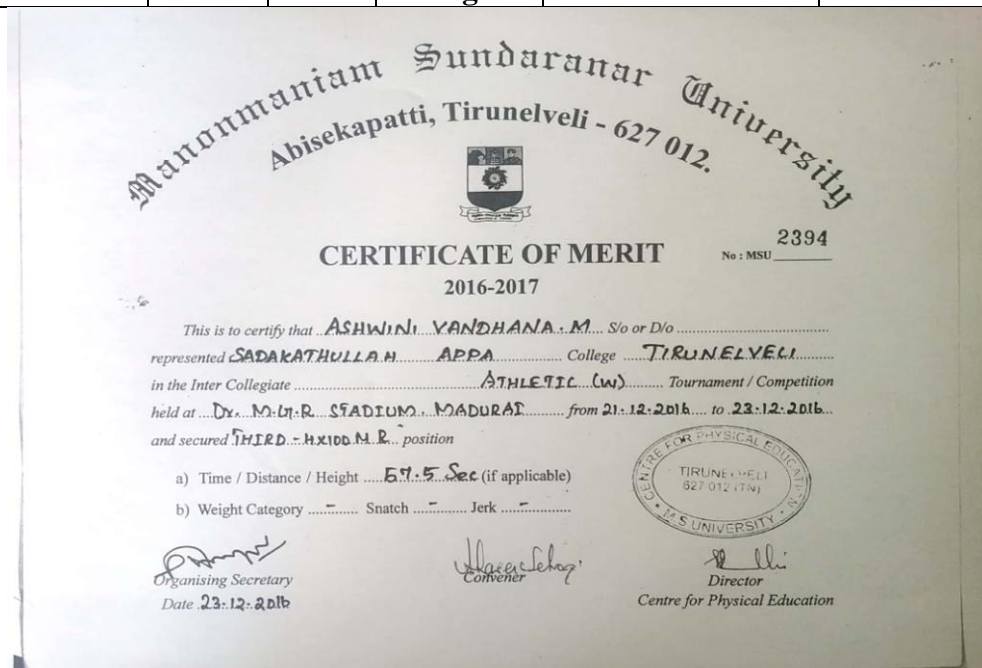 Manonmaniam Sundaranar University
Abisekapatti, Tirunelveli - 627 012.
CERTIFICATE OF MERIT
No : MSU 2394
2016-2017
This is to certify that ASHWINI VANDHANA. M S/o or D/o
represented SADAKATHULLAH APPA College TIRUNELVELI
in the Inter Collegiate ATHLETIC (W) Tournament / Competition
held at Dr. M.G.R STADIUM. MADURAI from 21.12.2016 to 23.12.2016
and secured THIRD - 4X100 M.R. position
a) Time / Distance / Height 57.5 Sec (if applicable)
b) Weight Category - Snatch - Jerk -
CENTRE FOR PHYSICAL EDUCATION
TIRUNELVELI
627 012 (TN)
M S UNIVERSITY
Organising Secretary
Date 23.12.2016
Convener
Director
Centre for Physical Education